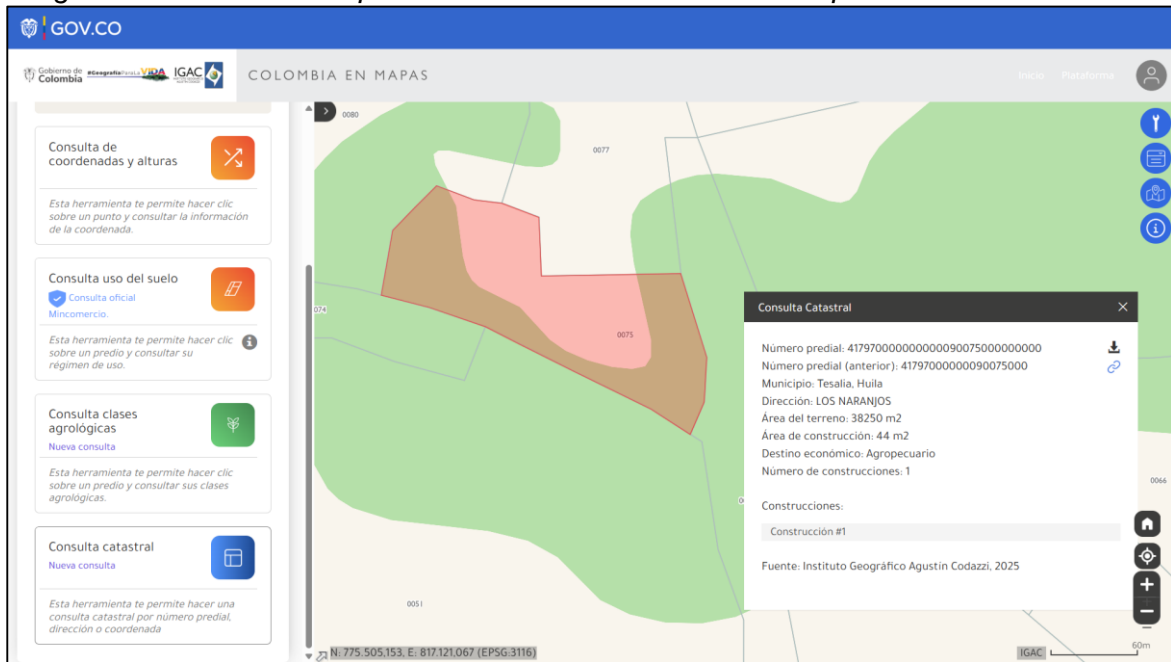 GOV.CO
Gobierno de
Colombia
#GeografíaParaLaVIDA
IGAC
COLOMBIA EN MAPAS
Inicio Plataforma
Consulta de
coordenadas y alturas
Esta herramienta te permite hacer clic
sobre un punto y consultar la información
de la coordenada.
Consulta uso del suelo
Consulta oficial
Mincomercio.
Esta herramienta te permite hacer clic
sobre un predio y consultar su
régimen de uso.
Consulta clases
agrológicas
Nueva consulta
Esta herramienta te permite hacer clic
sobre un predio y consultar sus clases
agrológicas.
Consulta catastral
Nueva consulta
Esta herramienta te permite hacer una
consulta catastral por número predial,
dirección o coordenada
0080
0077
0074
0075
0051
0066
Consulta Catastral
Número predial: 417970000000000090075000000000
Número predial (anterior): 41797000000090075000
Municipio: Tesalia, Huila
Dirección: LOS NARANJOS
Área del terreno: 38250 m2
Área de construcción: 44 m2
Destino económico: Agropecuario
Número de construcciones: 1
Construcciones:
Construcción #1
Fuente: Instituto Geográfico Agustín Codazzi, 2025
N: 775.505,153, E: 817.121,067 (EPSG:3116)
IGAC
60m